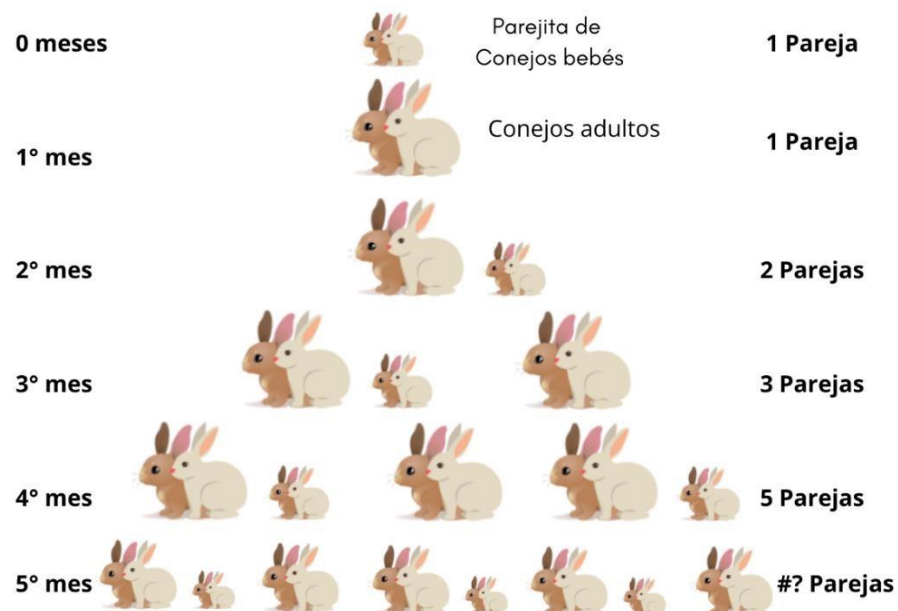 0 meses
Parejita de
Conejos bebés
1 Pareja
1° mes
Conejos adultos
1 Pareja
2° mes
2 Parejas
3° mes
3 Parejas
4° mes
5 Parejas
5° mes
#? Parejas